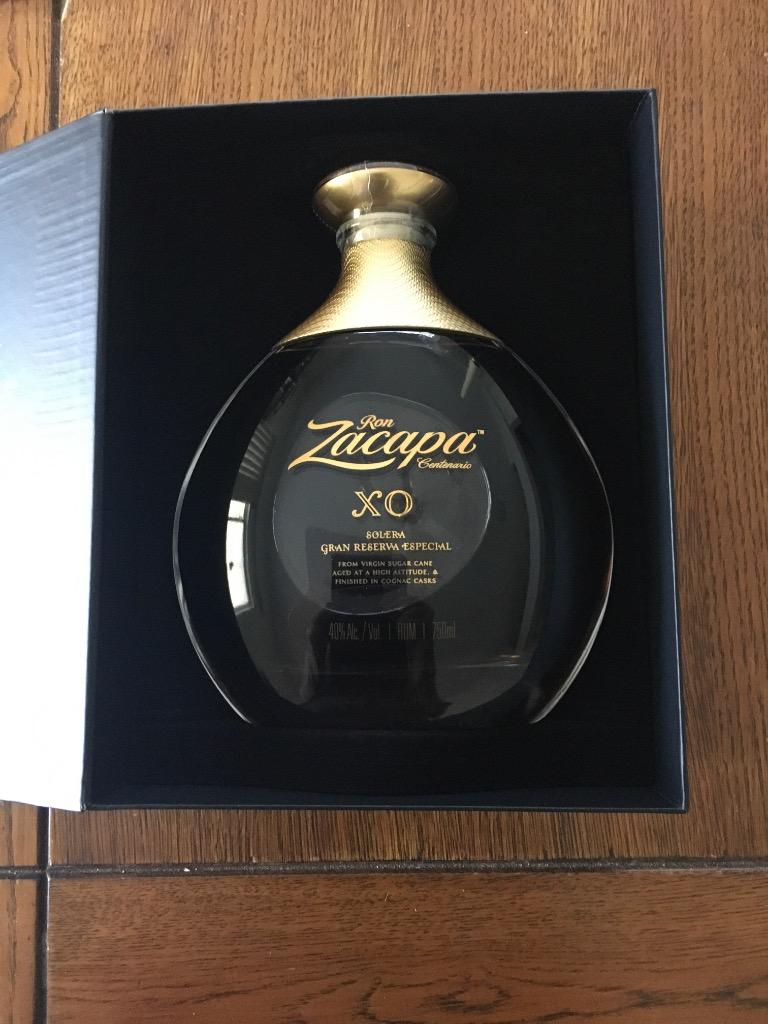 Ron
Zacapa™
Centenario
XO
SOLERA
GRAN RESERVA ESPECIAL
FROM VIRGIN SUGAR CANE
AGED AT A HIGH ALTITUDE, &
FINISHED IN COGNAC CASKS
40% Alc. / Vol. | RUM | 750ml